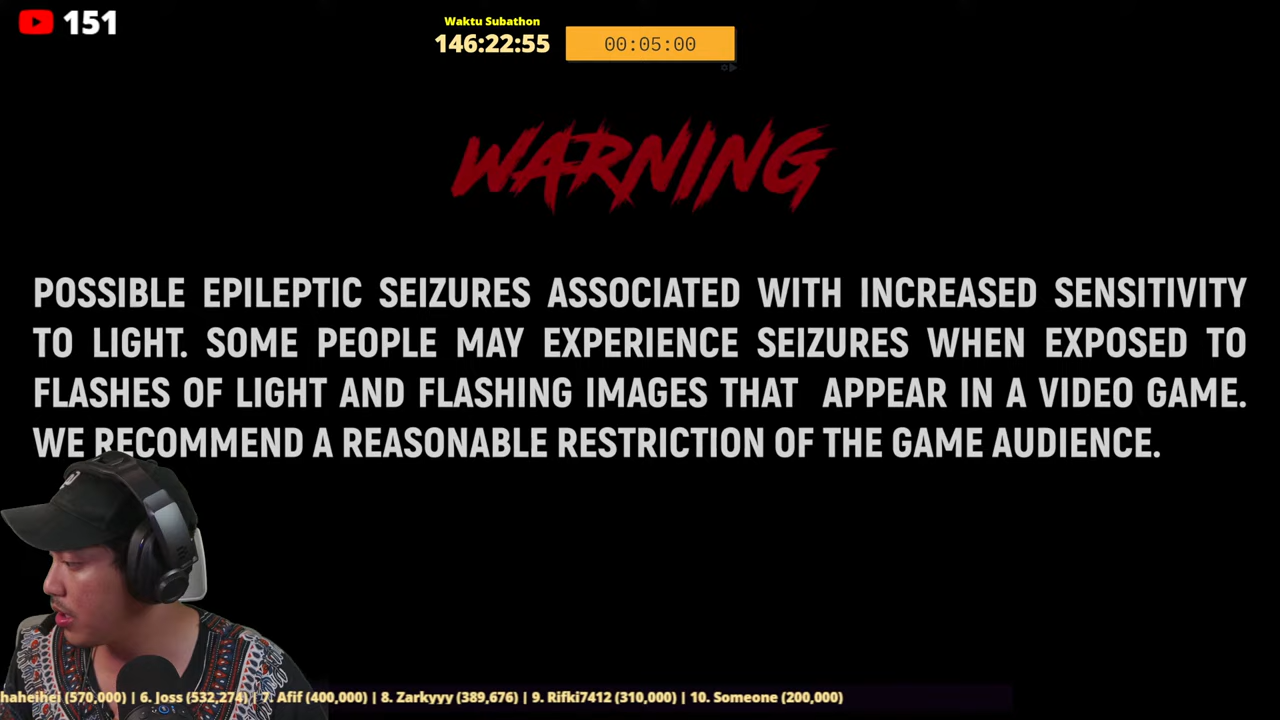 151
Waktu Subathon
146:22:55
00:05:00
WARNING
POSSIBLE EPILEPTIC SEIZURES ASSOCIATED WITH INCREASED SENSITIVITY
TO LIGHT. SOME PEOPLE MAY EXPERIENCE SEIZURES WHEN EXPOSED TO
FLASHES OF LIGHT AND FLASHING IMAGES THAT APPEAR IN A VIDEO GAME.
WE RECOMMEND A REASONABLE RESTRICTION OF THE GAME AUDIENCE.
haheihei (570,000) | 6. Joss (532,274) | 7. Afif (400,000) | 8. Zarkyyy (389,676) | 9. Rifki7412 (310,000) | 10. Someone (200,000)